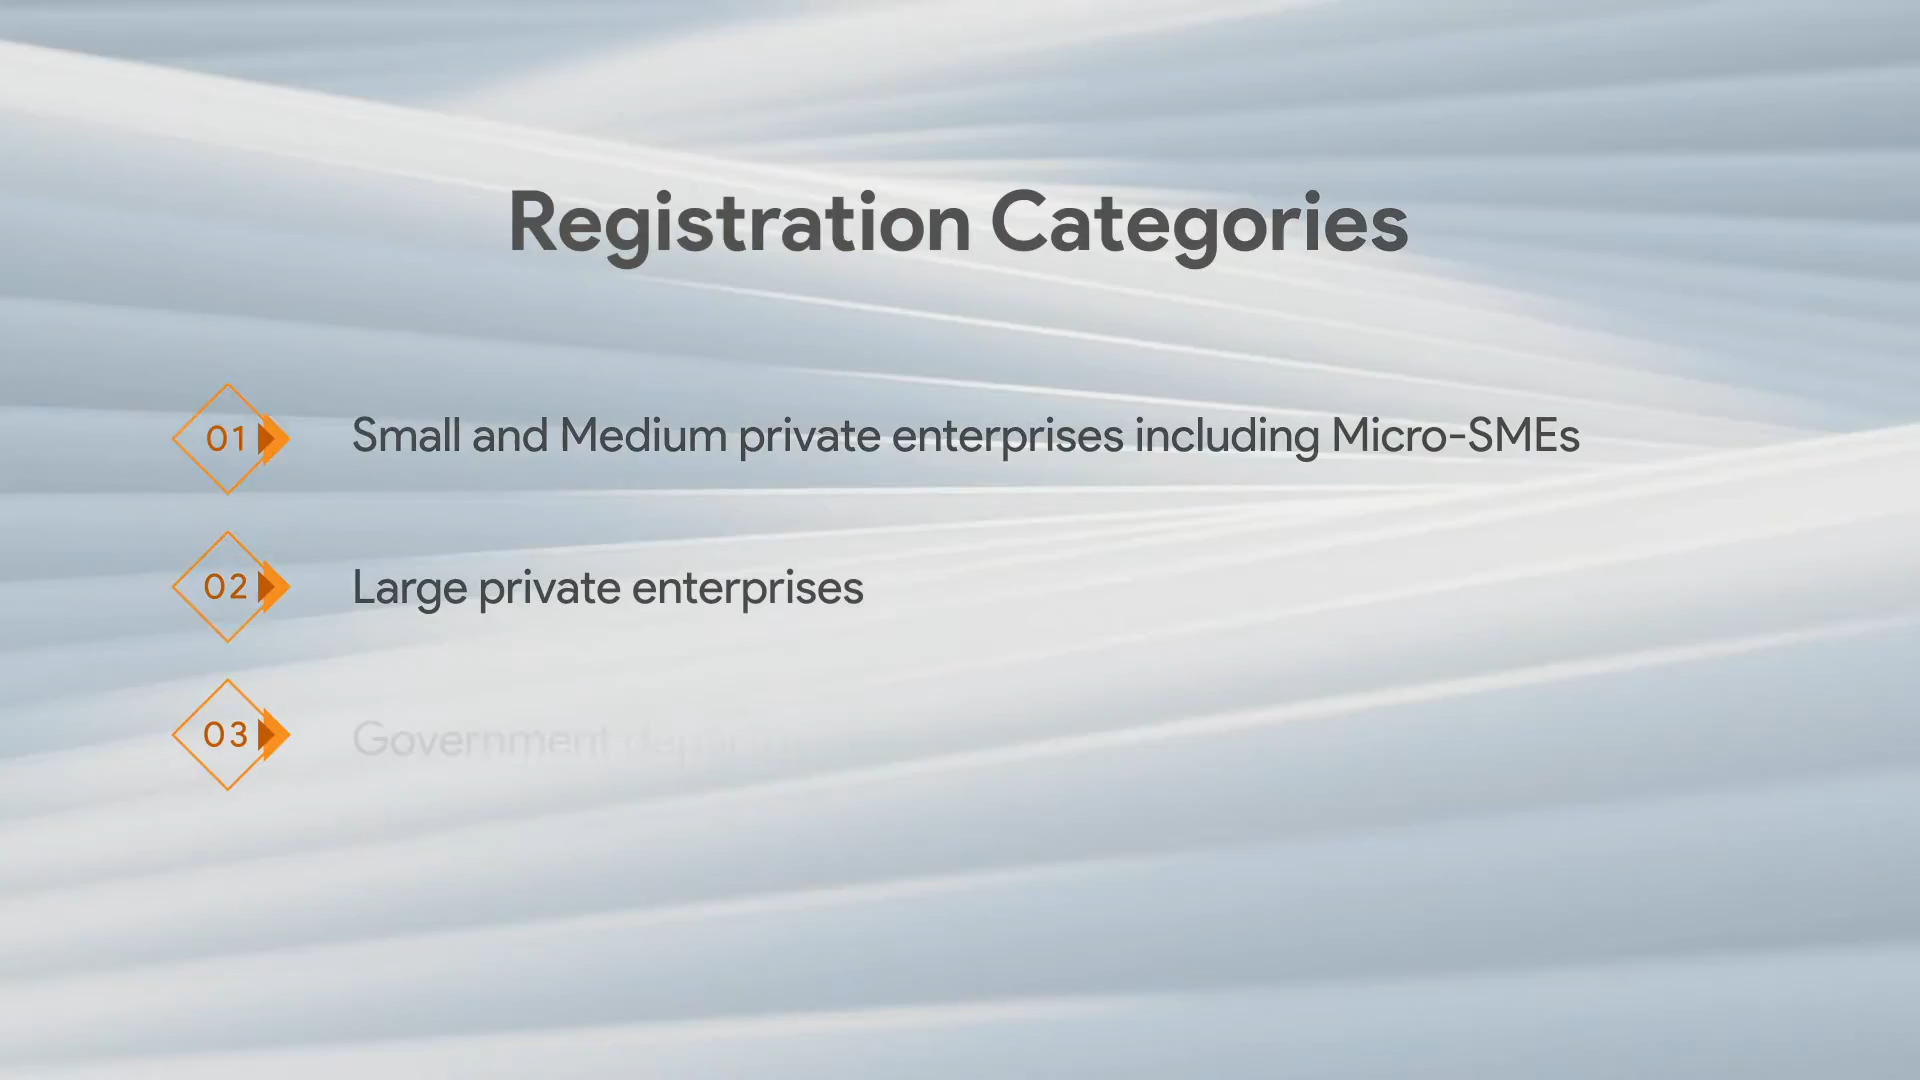 Registration Categories
01 Small and Medium private enterprises including Micro-SMEs
02 Large private enterprises
03 Government